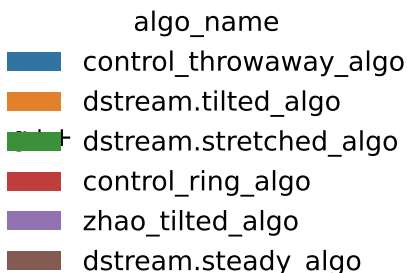 algo_name
control_throwaway_algo
dstream.tilted_algo
dstream.stretched_algo
control_ring_algo
zhao_tilted_algo
dstream.steady_algo